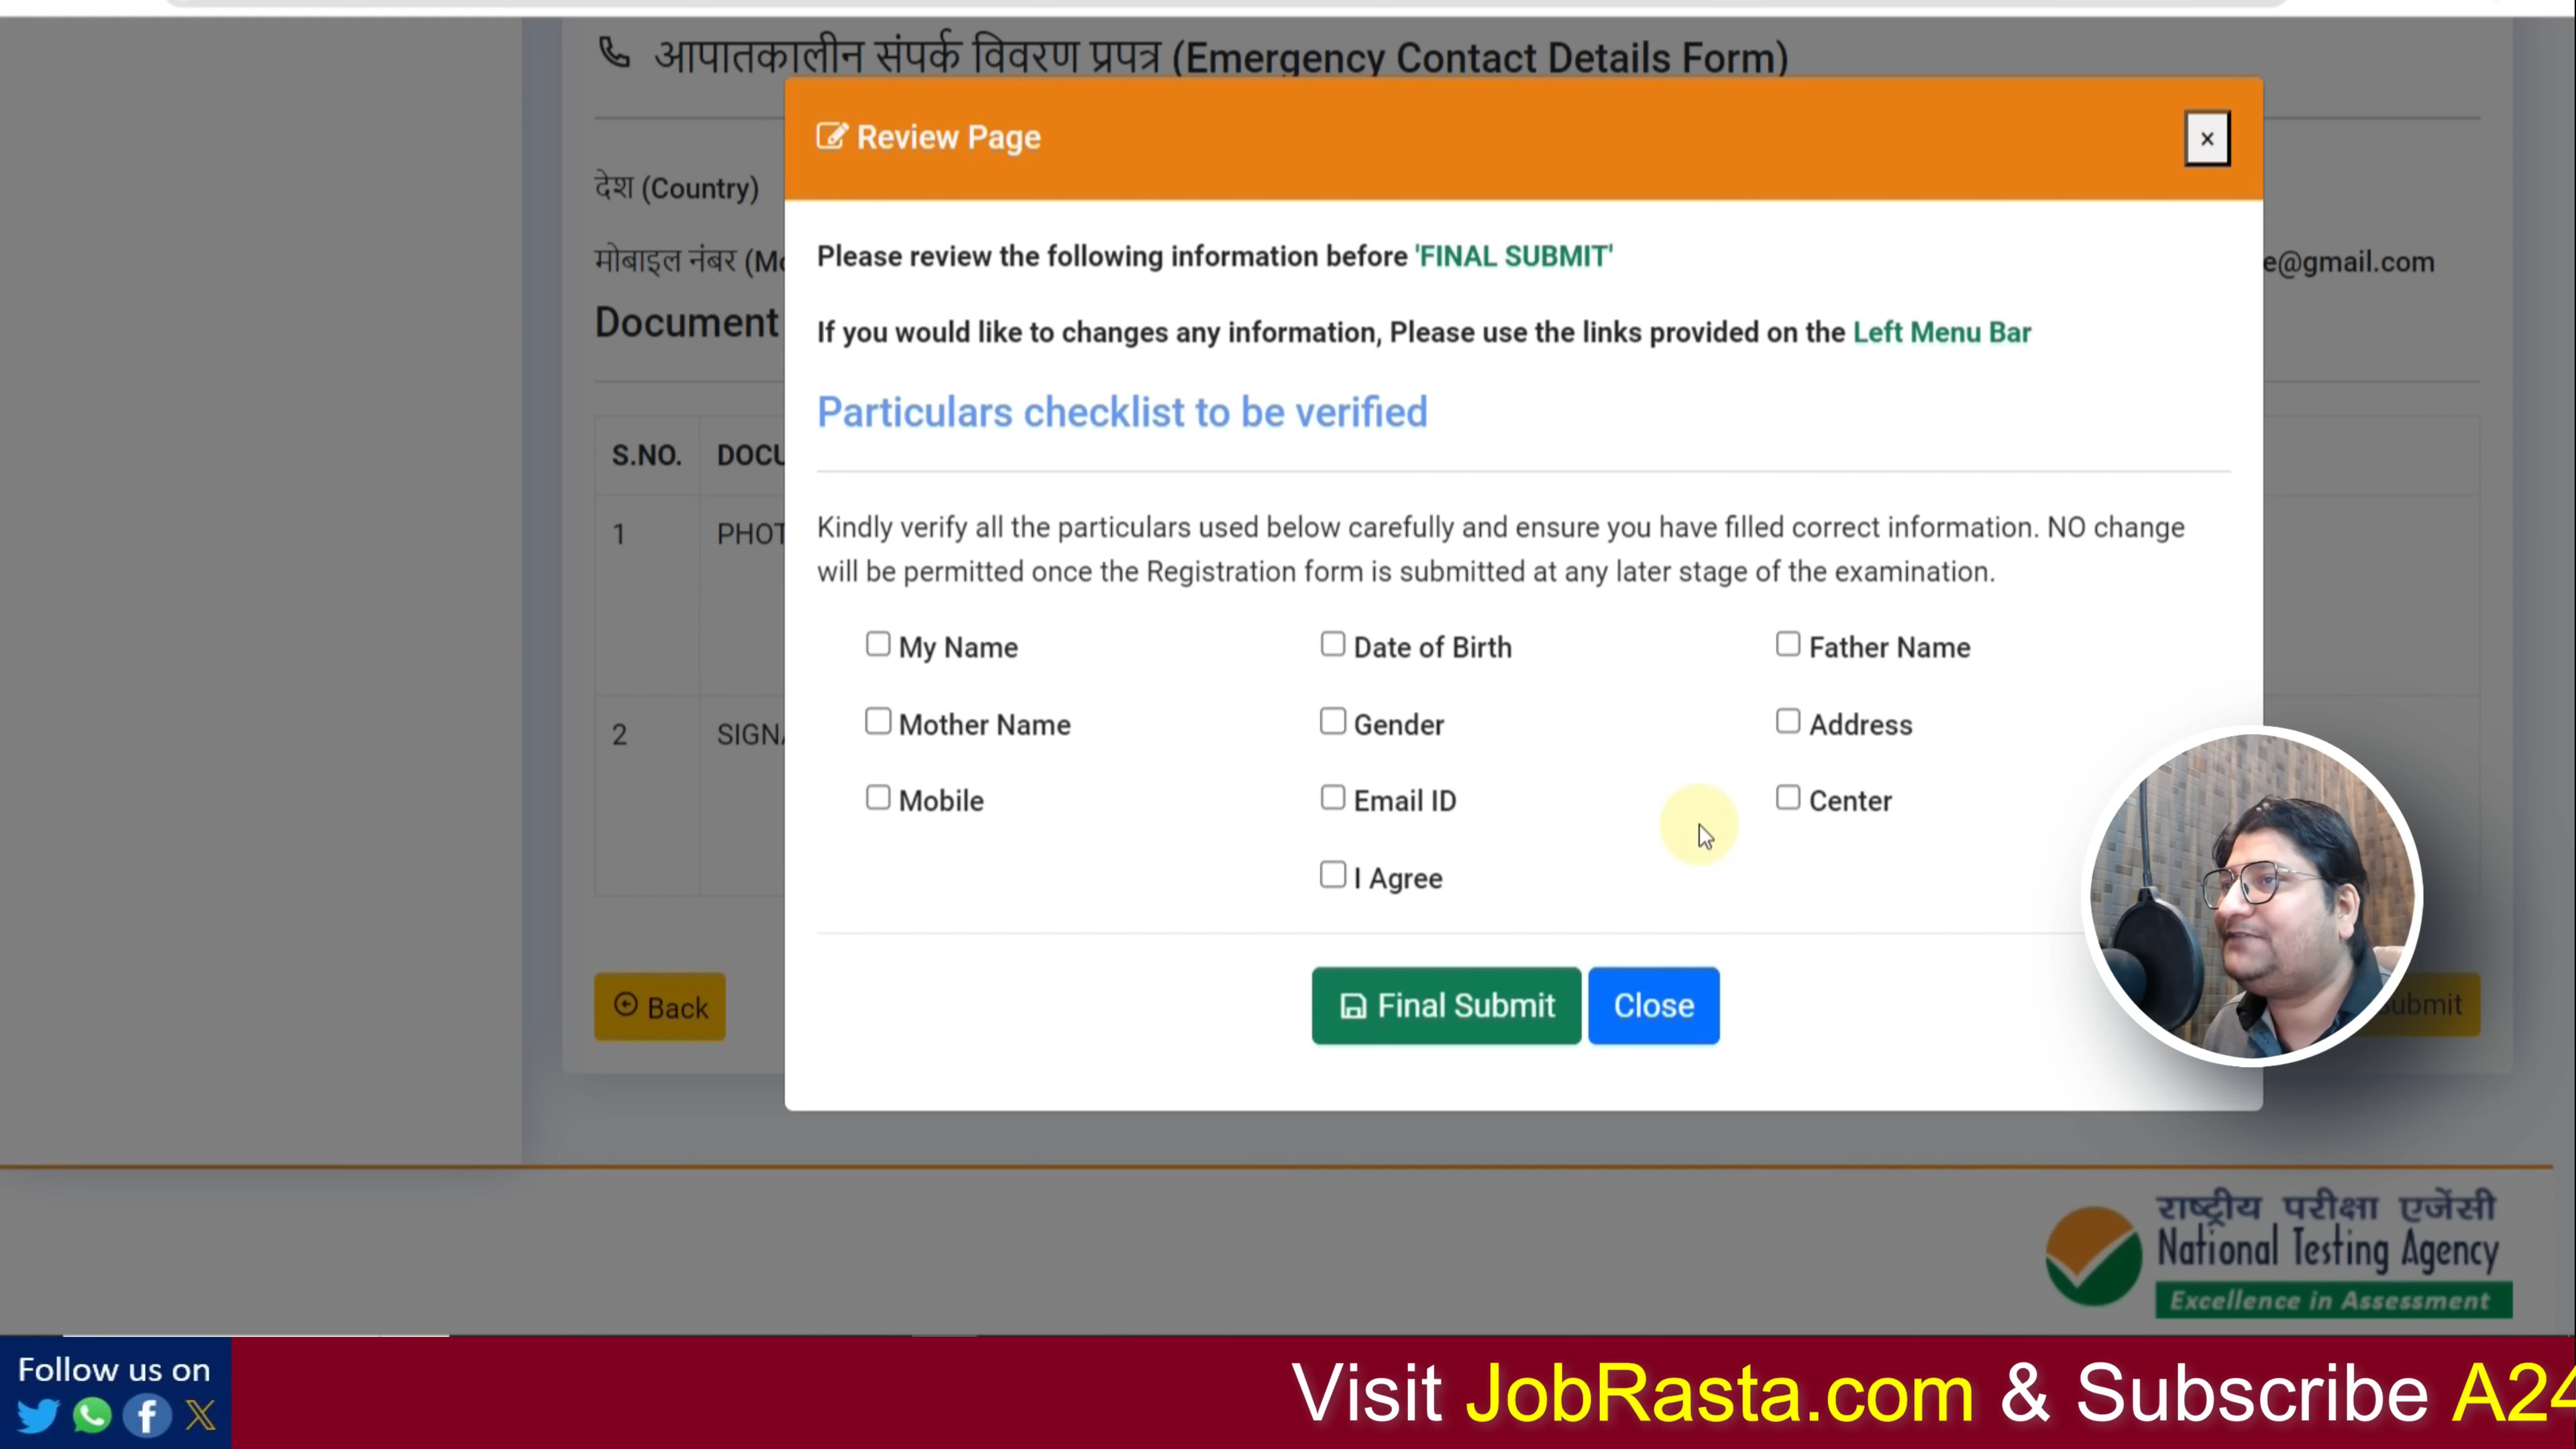 आपातकालीन संपर्क विवरण प्रपत्र (Emergency Contact Details Form)
Review Page
×
देश (Country)
मोबाइल नंबर (Mo
e@gmail.com
Please review the following information before 'FINAL SUBMIT'
If you would like to changes any information, Please use the links provided on the Left Menu Bar
Document
Particulars checklist to be verified
S.NO. DOCU
Kindly verify all the particulars used below carefully and ensure you have filled correct information. NO change
will be permitted once the Registration form is submitted at any later stage of the examination.
1 PHOT
My Name Date of Birth Father Name
2 SIGNA
Mother Name Gender Address
Mobile Email ID Center
I Agree
Back
Final Submit Close
Submit
राष्ट्रीय परीक्षा एजेंसी
National Testing Agency
Excellence in Assessment
Follow us on
Visit JobRasta.com & Subscribe A24